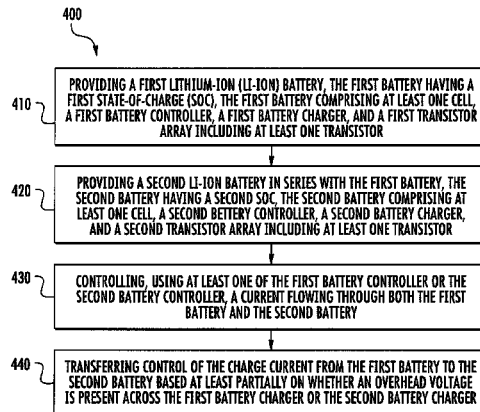 400
410
PROVIDING A FIRST LITHIUM-ION (LI-ION) BATTERY, THE FIRST BATTERY HAVING A
FIRST STATE-OF-CHARGE (SOC), THE FIRST BATTERY COMPRISING AT LEAST ONE CELL,
A FIRST BATTERY CONTROLLER, A FIRST BATTERY CHARGER, AND A FIRST TRANSISTOR
ARRAY INCLUDING AT LEAST ONE TRANSISTOR
420
PROVIDING A SECOND LI-ION BATTERY IN SERIES WITH THE FIRST BATTERY, THE
SECOND BATTERY HAVING A SECOND SOC, THE SECOND BATTERY COMPRISING AT
LEAST ONE CELL, A SECOND BETTERY CONTROLLER, A SECOND BATTERY CHARGER,
AND A SECOND TRANSISTOR ARRAY INCLUDING AT LEAST ONE TRANSISTOR
430
CONTROLLING, USING AT LEAST ONE OF THE FIRST BATTERY CONTROLLER OR THE
SECOND BATTERY CONTROLLER, A CURRENT FLOWING THROUGH BOTH THE FIRST
BATTERY AND THE SECOND BATTERY
440
TRANSFERRING CONTROL OF THE CHARGE CURRENT FROM THE FIRST BATTERY TO THE
SECOND BATTERY BASED AT LEAST PARTIALLY ON WHETHER AN OVERHEAD VOLTAGE
IS PRESENT ACROSS THE FIRST BATTERY CHARGER OR THE SECOND BATTERY CHARGER